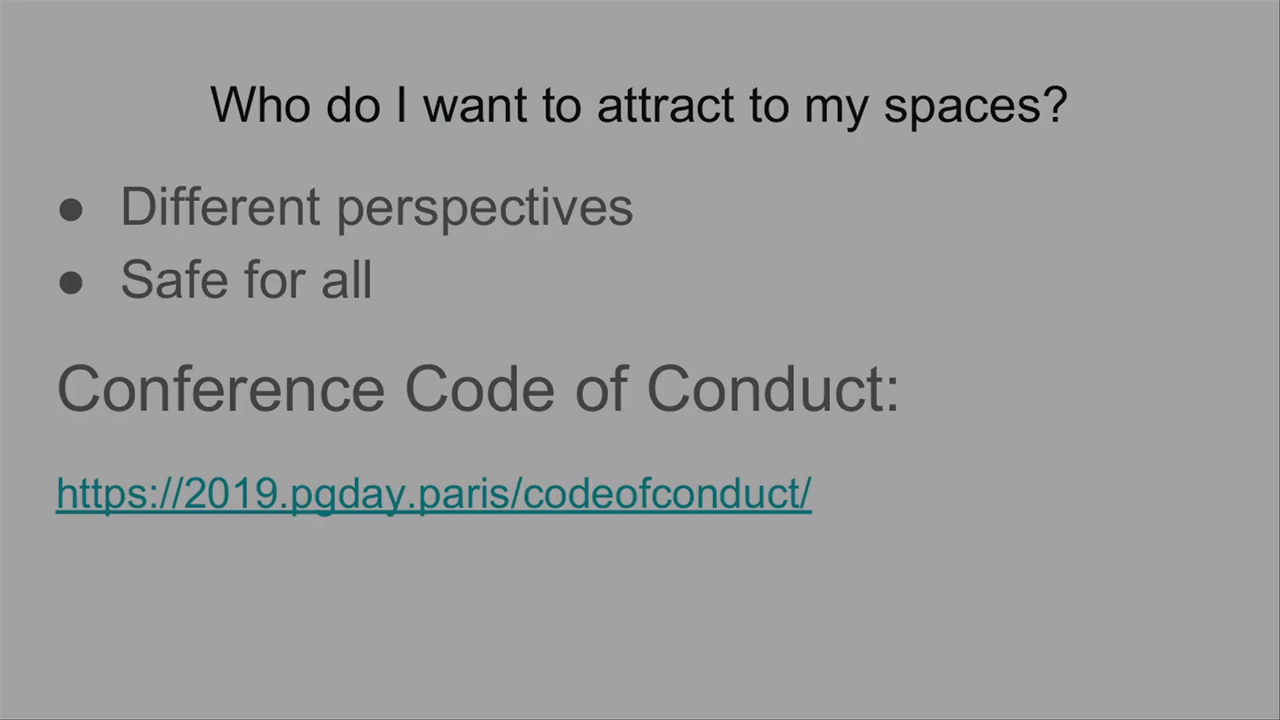 Who do I want to attract to my spaces?
● Different perspectives
● Safe for all
Conference Code of Conduct:
https://2019.pgday.paris/codeofconduct/